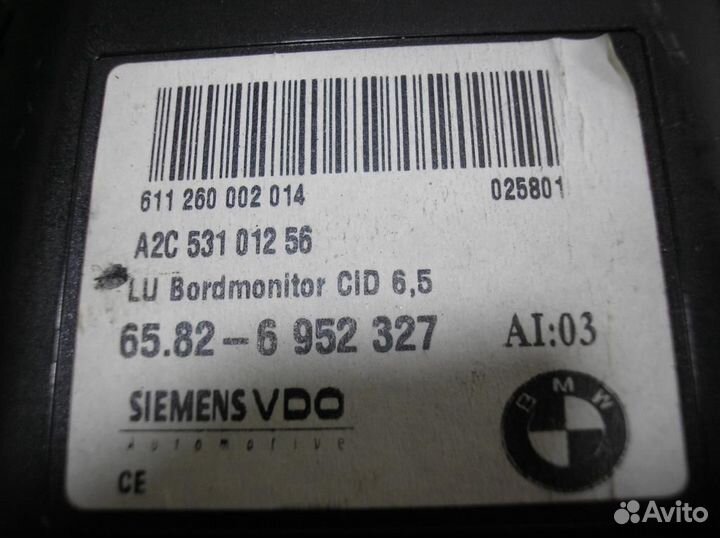 611 260 002 014 025801
A2C 531 012 56
LU Bordmonitor CID 6,5
65.82-6 952 327 AI:03
SIEMENS VDO
Automotive
BMW
CE
Avito